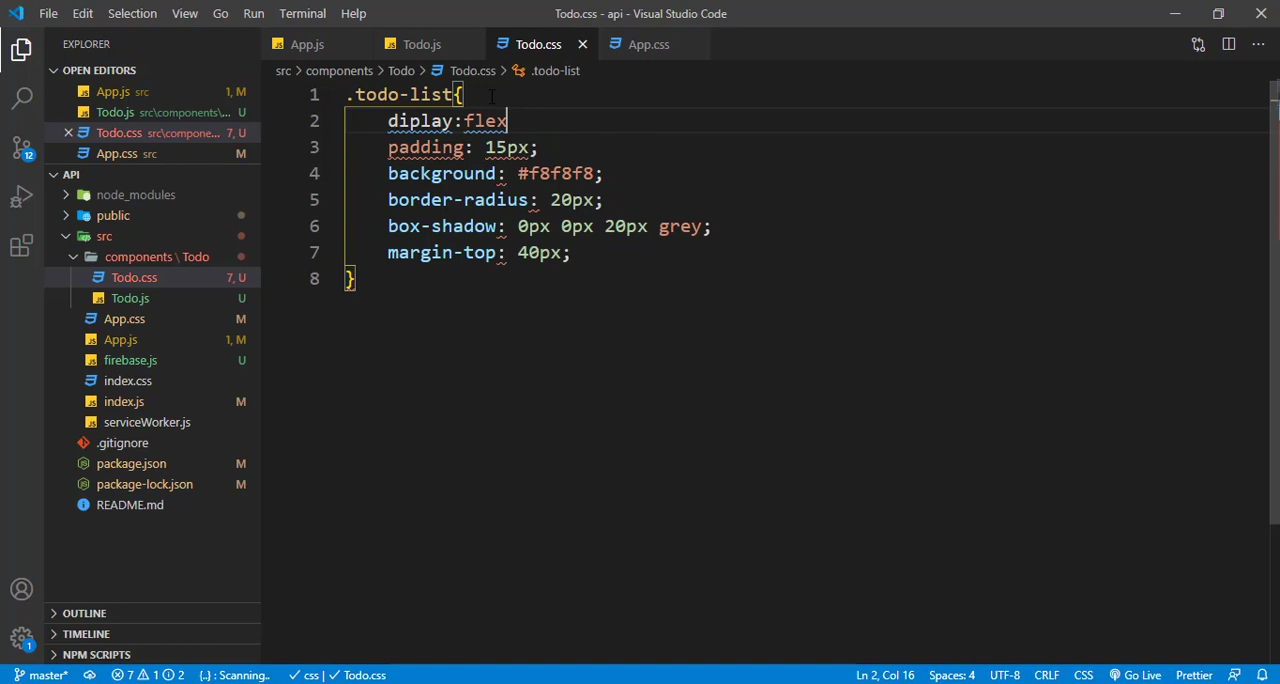 File Edit Selection View Go Run Terminal Help Todo.css - api - Visual Studio Code
EXPLORER
App.js Todo.js Todo.css App.css
OPEN EDITORS
src > components > Todo > Todo.css > .todo-list
App.js src 1, M
Todo.js src\components\... U
Todo.css src\compone... 7, U
App.css src M
API
node_modules
public
src
components \ Todo
Todo.css 7, U
Todo.js U
App.css M
App.js 1, M
firebase.js U
index.css
index.js M
serviceWorker.js
.gitignore
package.json M
package-lock.json M
README.md
OUTLINE
TIMELINE
NPM SCRIPTS
12
1
1 .todo-list{
2 diplay:flex
3 padding: 15px;
4 background: #f8f8f8;
5 border-radius: 20px;
6 box-shadow: 0px 0px 20px grey;
7 margin-top: 40px;
8 }
master* 7 1 2 {..} : Scanning.. css | Todo.css Ln 2, Col 16 Spaces: 4 UTF-8 CRLF CSS Go Live Prettier